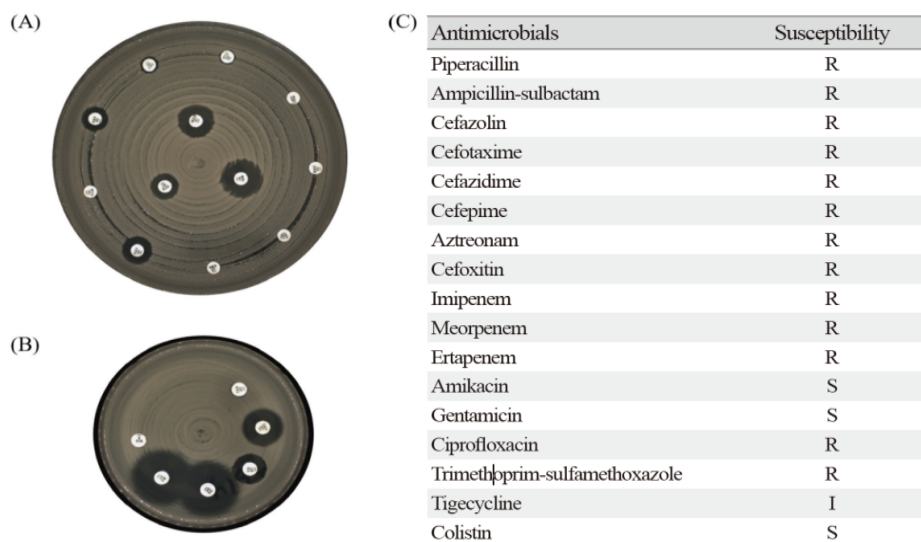 (A)
(B)
(C)
Antimicrobials Susceptibility
Piperacillin R
Ampicillin-sulbactam R
Cefazolin R
Cefotaxime R
Cefazidime R
Cefepime R
Aztreonam R
Cefoxitin R
Imipenem R
Meorpenem R
Ertapenem R
Amikacin S
Gentamicin S
Ciprofloxacin R
Trimethoprim-sulfamethoxazole R
Tigecycline I
Colistin S